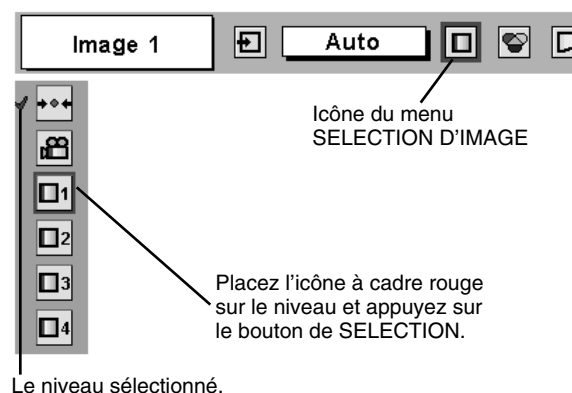 Image 1
Auto
Icône du menu
SELECTION D'IMAGE
1
2
3
4
Placez l'icône à cadre rouge
sur le niveau et appuyez sur
le bouton de SELECTION.
Le niveau sélectionné.